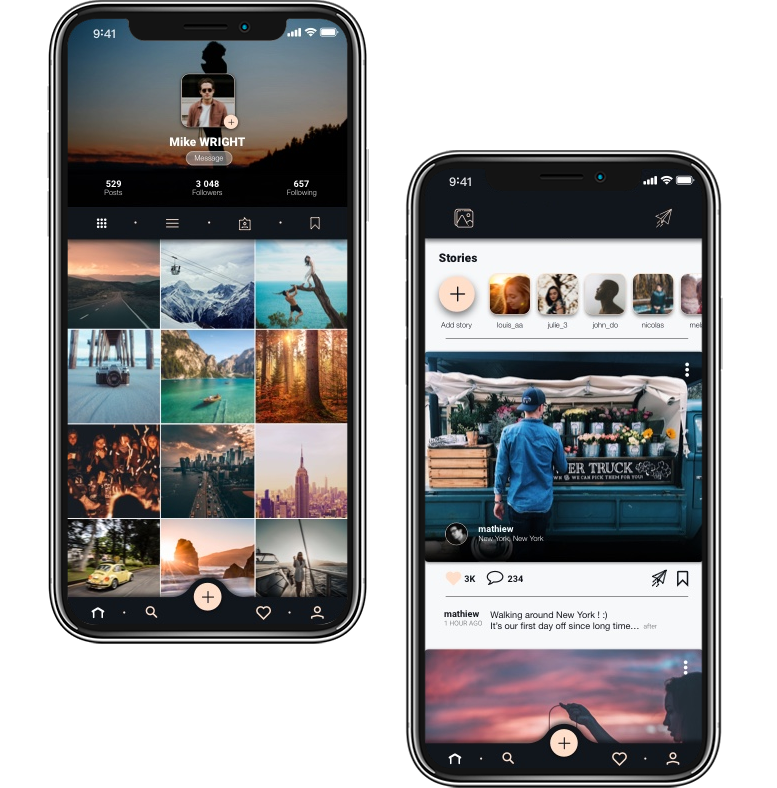 9:41
Mike WRIGHT
Message
529 3 048 657
Posts Followers Following
9:41
Stories
Add story louis_aa julie_3 john_do nicolas mel
ER TRUCK
WE CAN PICK THEM FOR YOU!
mathiew
New York, New York
3K 234
mathiew Walking around New York ! :)
1 HOUR AGO It's our first day off since long time... after